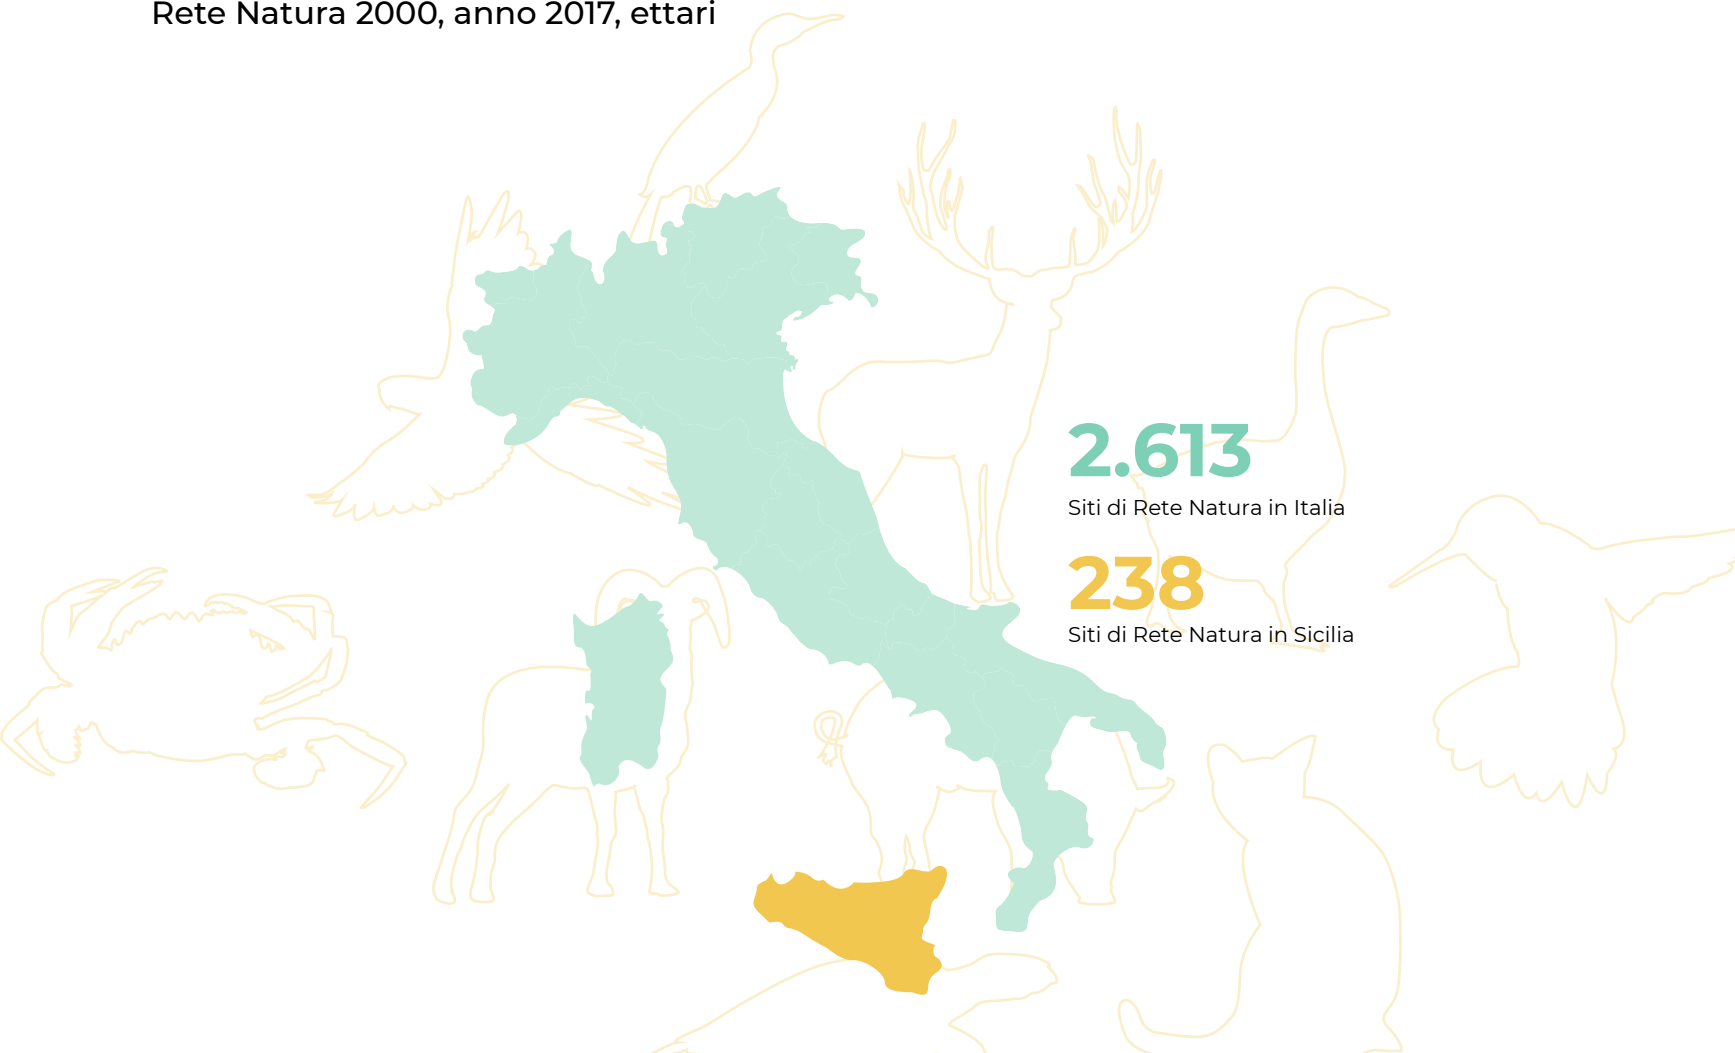 Rete Natura 2000, anno 2017, ettari
2.613
Siti di Rete Natura in Italia
238
Siti di Rete Natura in Sicilia